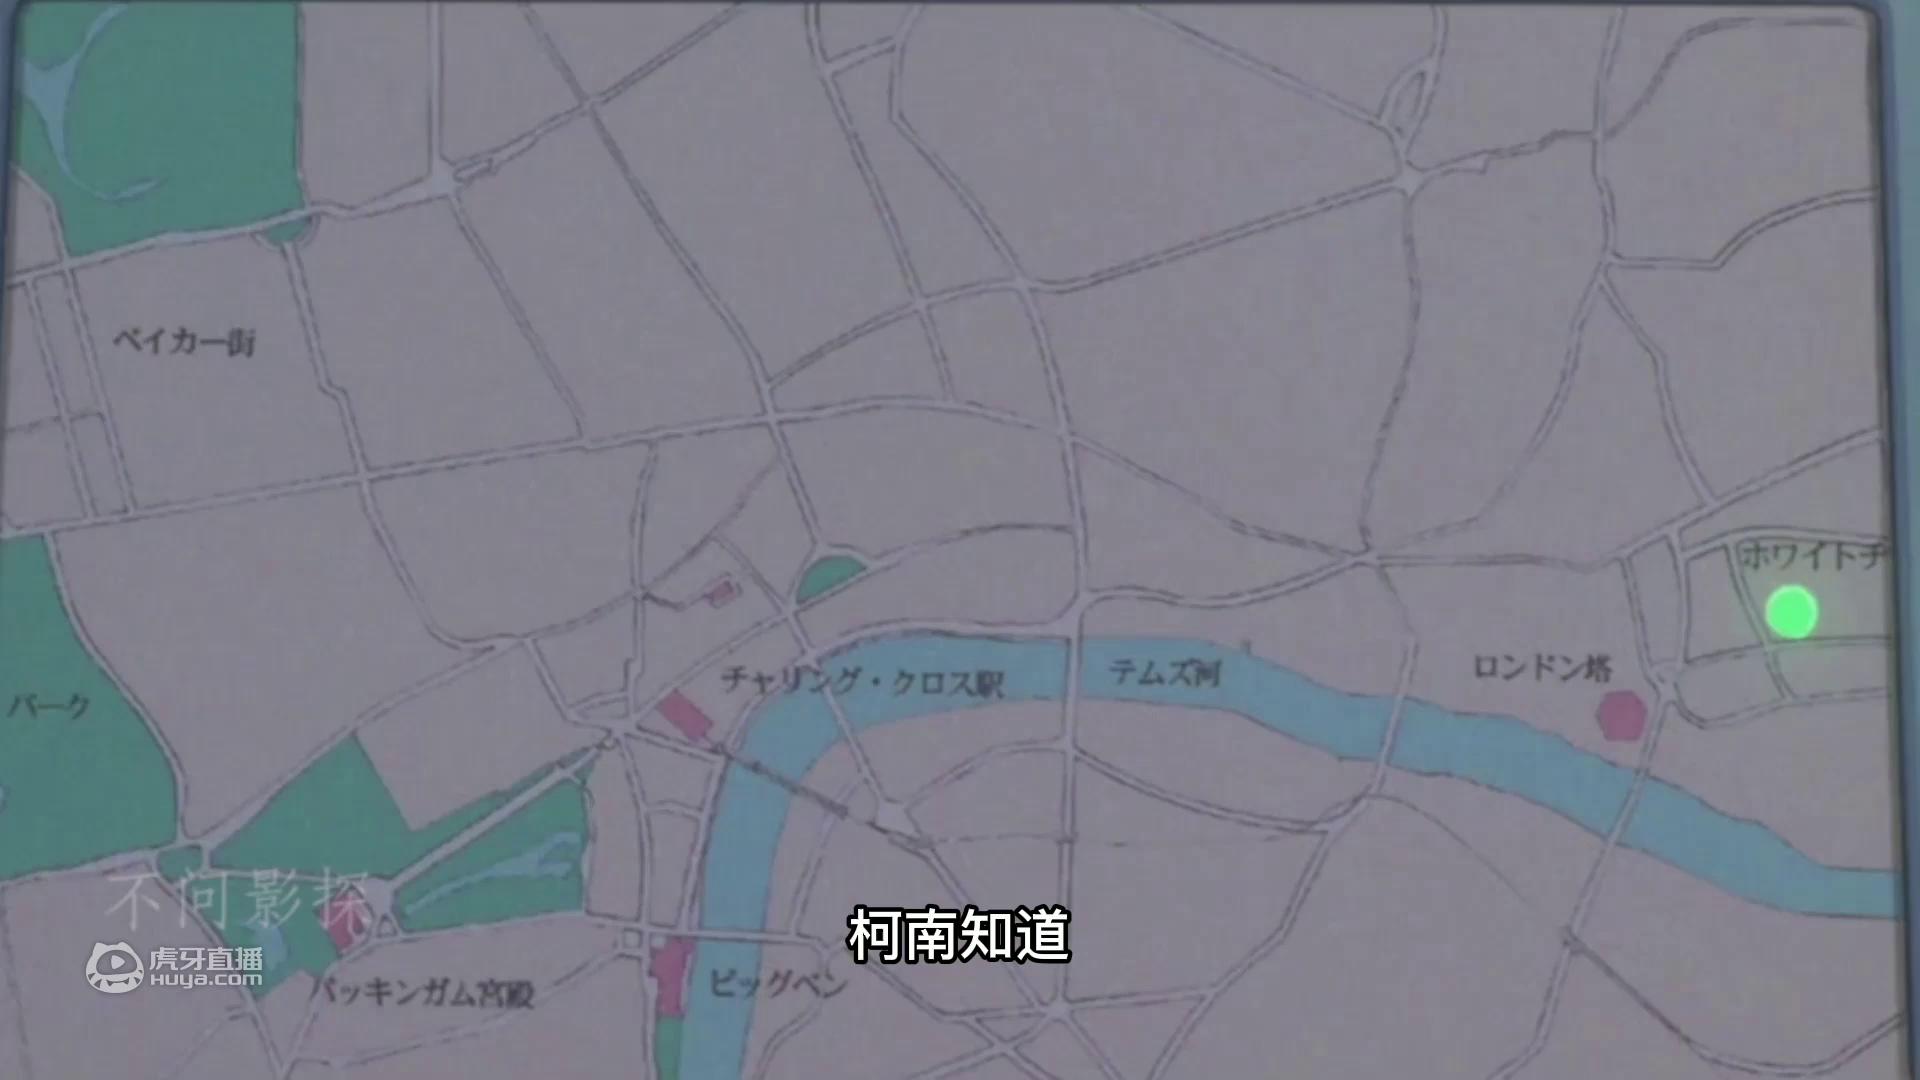 ベイカー街
ホワイトチ
チャリング・クロス駅
テムズ河
ロンドン塔
パーク
不问影探
柯南知道
虎牙直播
HUYA.com
バッキンガム宮殿
ビッグベン